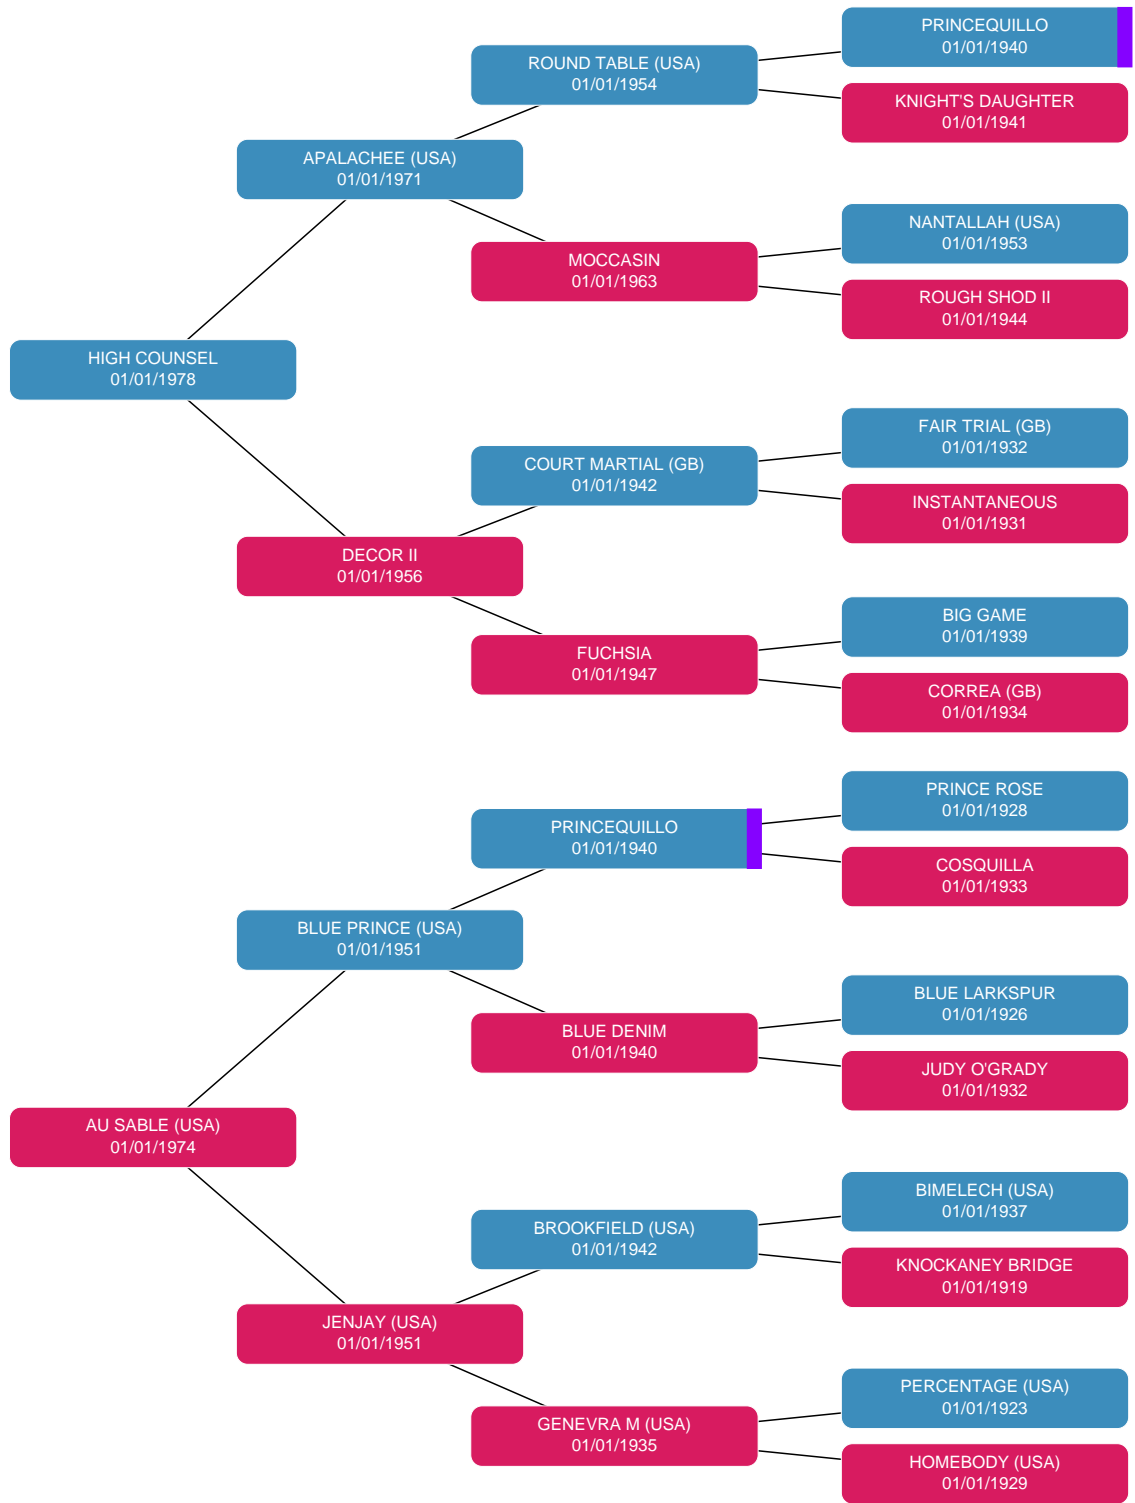 PRINCEQUILLO
01/01/1940
ROUND TABLE (USA)
01/01/1954
KNIGHT'S DAUGHTER
01/01/1941
APALACHEE (USA)
01/01/1971
NANTALLAH (USA)
01/01/1953
MOCCASIN
01/01/1963
ROUGH SHOD II
01/01/1944
HIGH COUNSEL
01/01/1978
FAIR TRIAL (GB)
01/01/1932
COURT MARTIAL (GB)
01/01/1942
INSTANTANEOUS
01/01/1931
DECOR II
01/01/1956
BIG GAME
01/01/1939
FUCHSIA
01/01/1947
CORREA (GB)
01/01/1934
PRINCE ROSE
01/01/1928
PRINCEQUILLO
01/01/1940
COSQUILLA
01/01/1933
BLUE PRINCE (USA)
01/01/1951
BLUE LARKSPUR
01/01/1926
BLUE DENIM
01/01/1940
JUDY O'GRADY
01/01/1932
AU SABLE (USA)
01/01/1974
BIMELECH (USA)
01/01/1937
BROOKFIELD (USA)
01/01/1942
KNOCKANEY BRIDGE
01/01/1919
JENJAY (USA)
01/01/1951
PERCENTAGE (USA)
01/01/1923
GENEVRA M (USA)
01/01/1935
HOMEBODY (USA)
01/01/1929